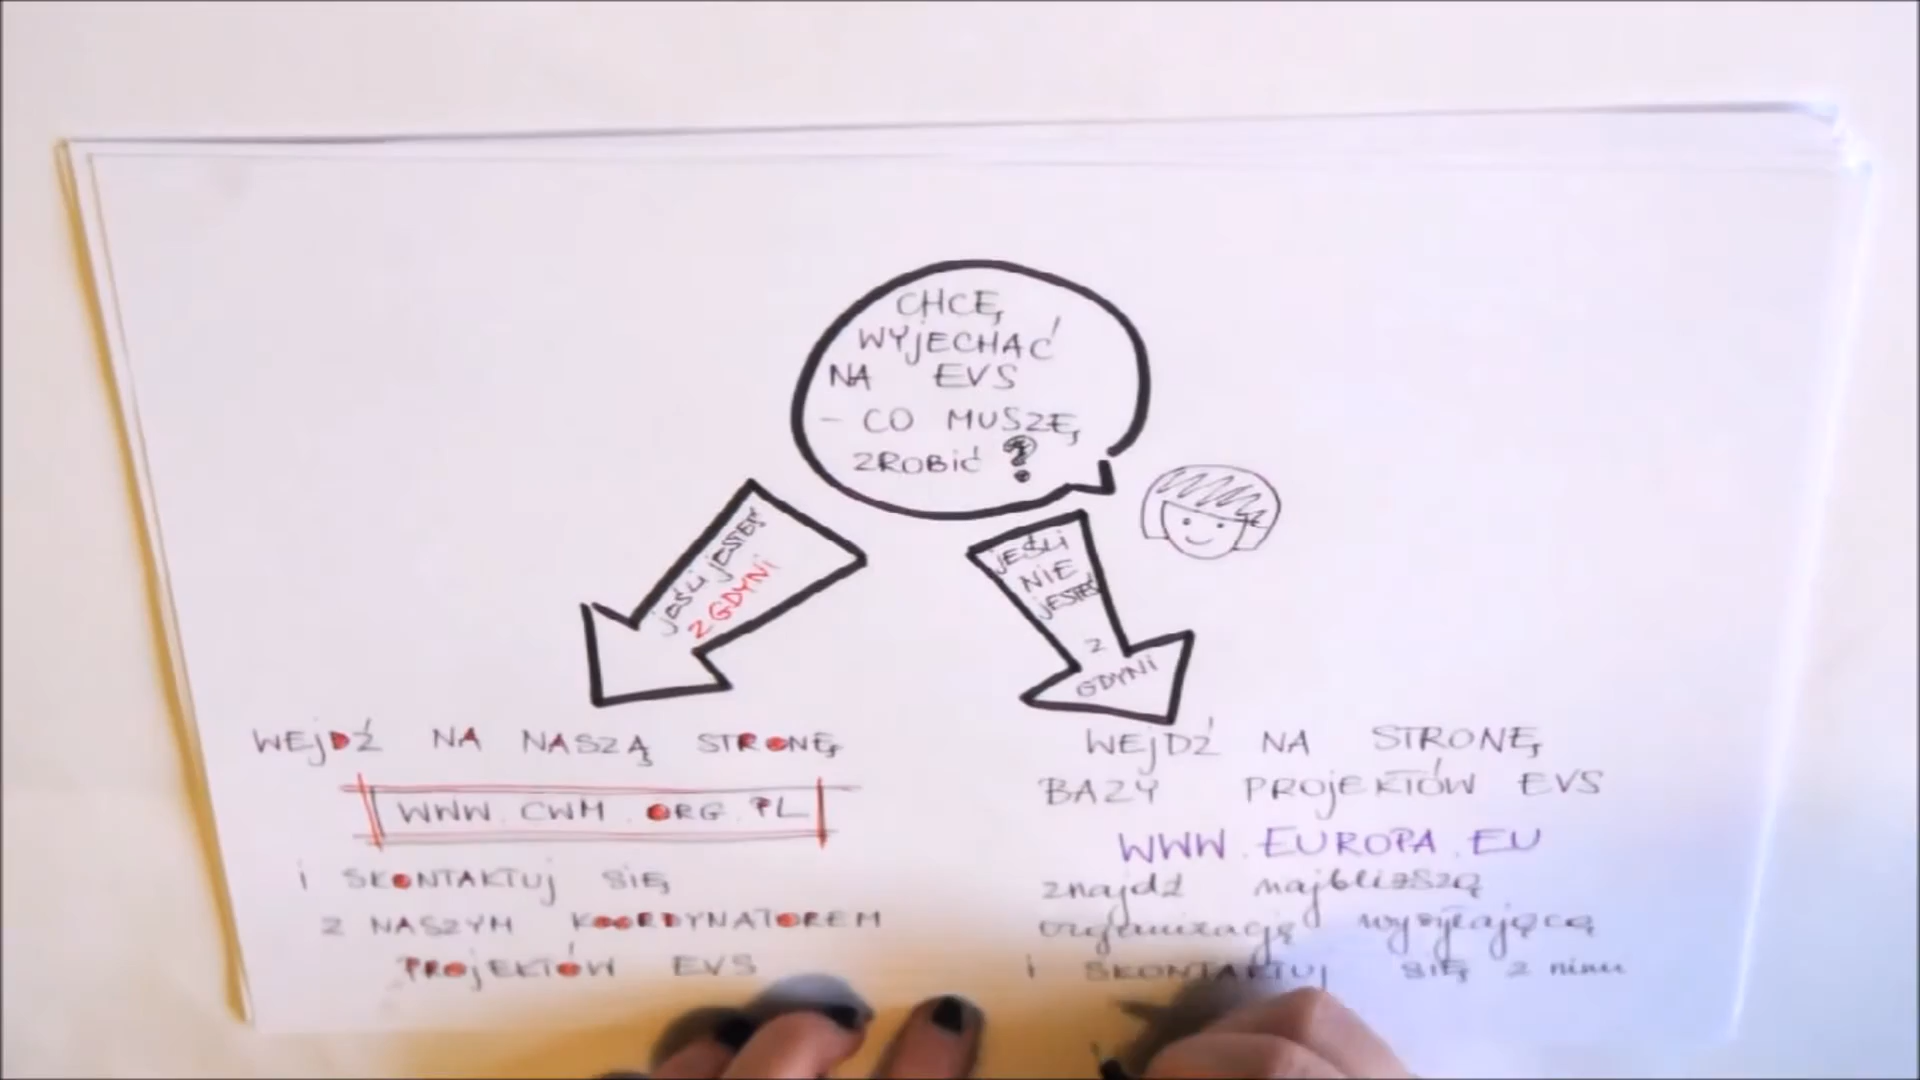 CHCĘ
WYJECHAĆ
NA EVS
- CO MUSZĘ
ZROBIĆ ?
JEŚLI JESTEŚ
Z GDYNI
JEŚLI
NIE
JESTEŚ
Z
GDYNI
WEJDŹ NA NASZĄ STRONĘ
WWW.CWM.ORG.PL
i SKONTAKTUJ SIĘ
Z NASZYM KOORDYNATOREM
PROJEKTÓW EVS
WEJDŹ NA STRONĘ
BAZY PROJEKTÓW EVS
WWW.EUROPA.EU
znajdź najbliższą
organizację wysyłającą
i SKONTAKTUJ SIĘ z nimi